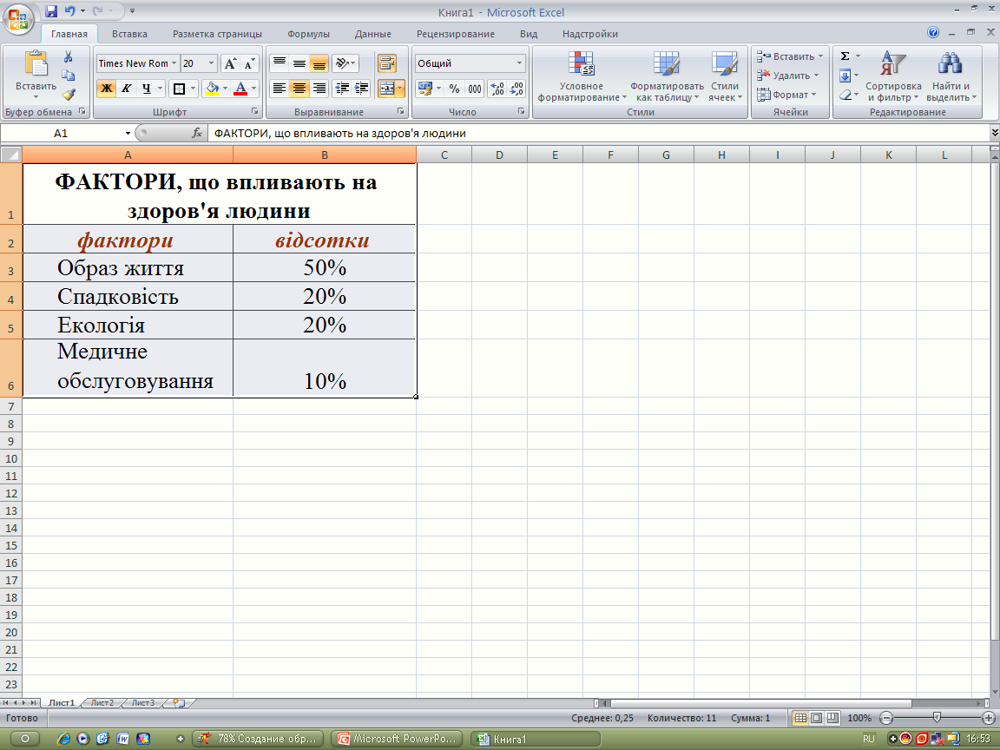 Книга1 - Microsoft Excel
Главная Вставка Разметка страницы Формулы Данные Рецензирование Вид Надстройки
Вставить
Times New Rom 20
Ж К Ч
Общий
% 000
Условное форматирование
Форматировать как таблицу
Стили ячеек
Вставить
Удалить
Формат
Σ
Сортировка и фильтр
Найти и выделить
Буфер обмена Шрифт Выравнивание Число Стили Ячейки Редактирование
A1 fx ФАКТОРИ, що впливають на здоров'я людини
A B C D E F G H I J K L
1 ФАКТОРИ, що впливають на
здоров'я людини
2 фактори відсотки
3 Образ життя 50%
4 Спадковість 20%
5 Екологія 20%
Медичне
6 обслуговування 10%
7
8
9
10
11
12
13
14
15
16
17
18
19
20
21
22
23
Лист1 Лист2 Лист3
Готово Среднее: 0,25 Количество: 11 Сумма: 1 100%
78% Создание обр... Microsoft PowerPo... Книга1 RU 16:53